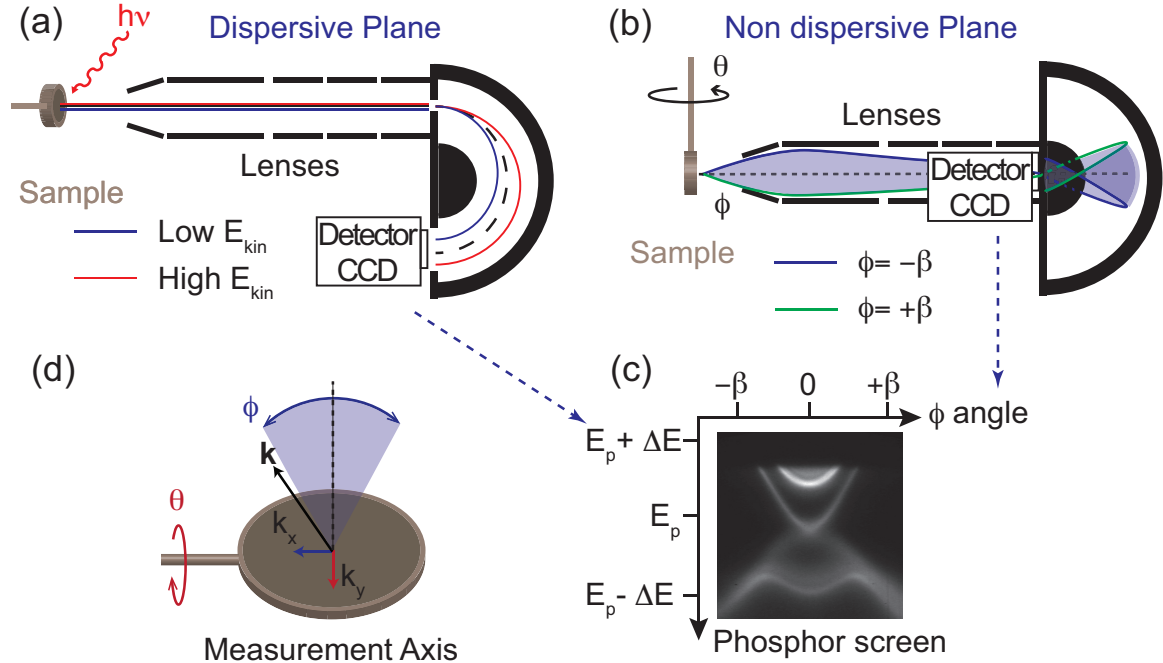 (a)
hν
Dispersive Plane
Lenses
Sample
Low E_kin
High E_kin
Detector
CCD
(b)
Non dispersive Plane
θ
Lenses
Detector
CCD
ϕ
Sample
ϕ= −β
ϕ= +β
(d)
ϕ
k
θ
k_x
k_y
Measurement Axis
(c)
−β 0 +β
ϕ angle
E_p+ ΔE
E_p
E_p- ΔE
Phosphor screen